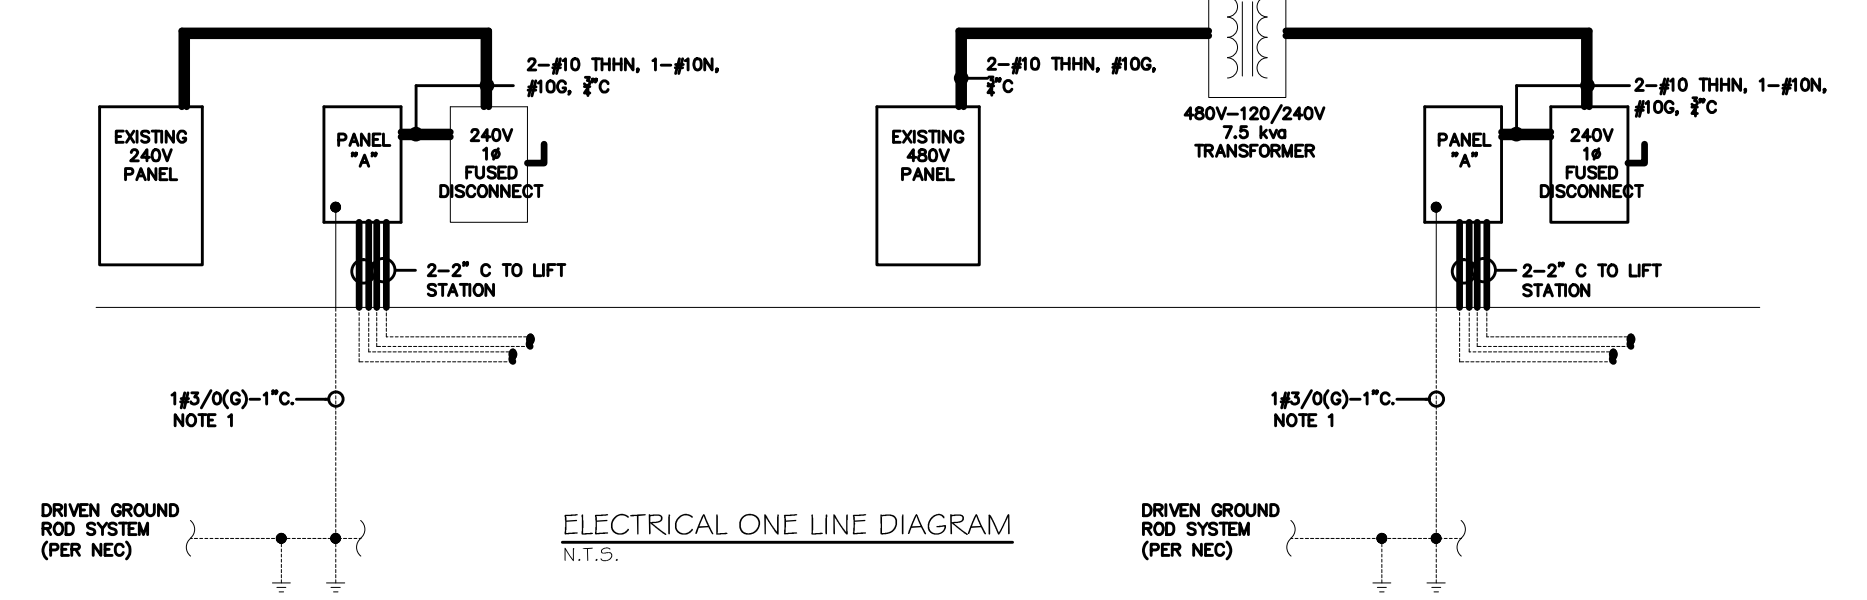 2-#10 THHN, 1-#10N,
#10G, ¾"C
EXISTING
240V
PANEL
PANEL
"A"
240V
1ø
FUSED
DISCONNECT
2-2" C TO LIFT
STATION
1#3/0(G)-1"C.
NOTE 1
DRIVEN GROUND
ROD SYSTEM
(PER NEC)
ELECTRICAL ONE LINE DIAGRAM
N.T.S.
2-#10 THHN, #10G,
¾"C
EXISTING
480V
PANEL
480V-120/240V
7.5 kva
TRANSFORMER
2-#10 THHN, 1-#10N,
#10G, ¾"C
PANEL
"A"
240V
1ø
FUSED
DISCONNECT
2-2" C TO LIFT
STATION
1#3/0(G)-1"C.
NOTE 1
DRIVEN GROUND
ROD SYSTEM
(PER NEC)